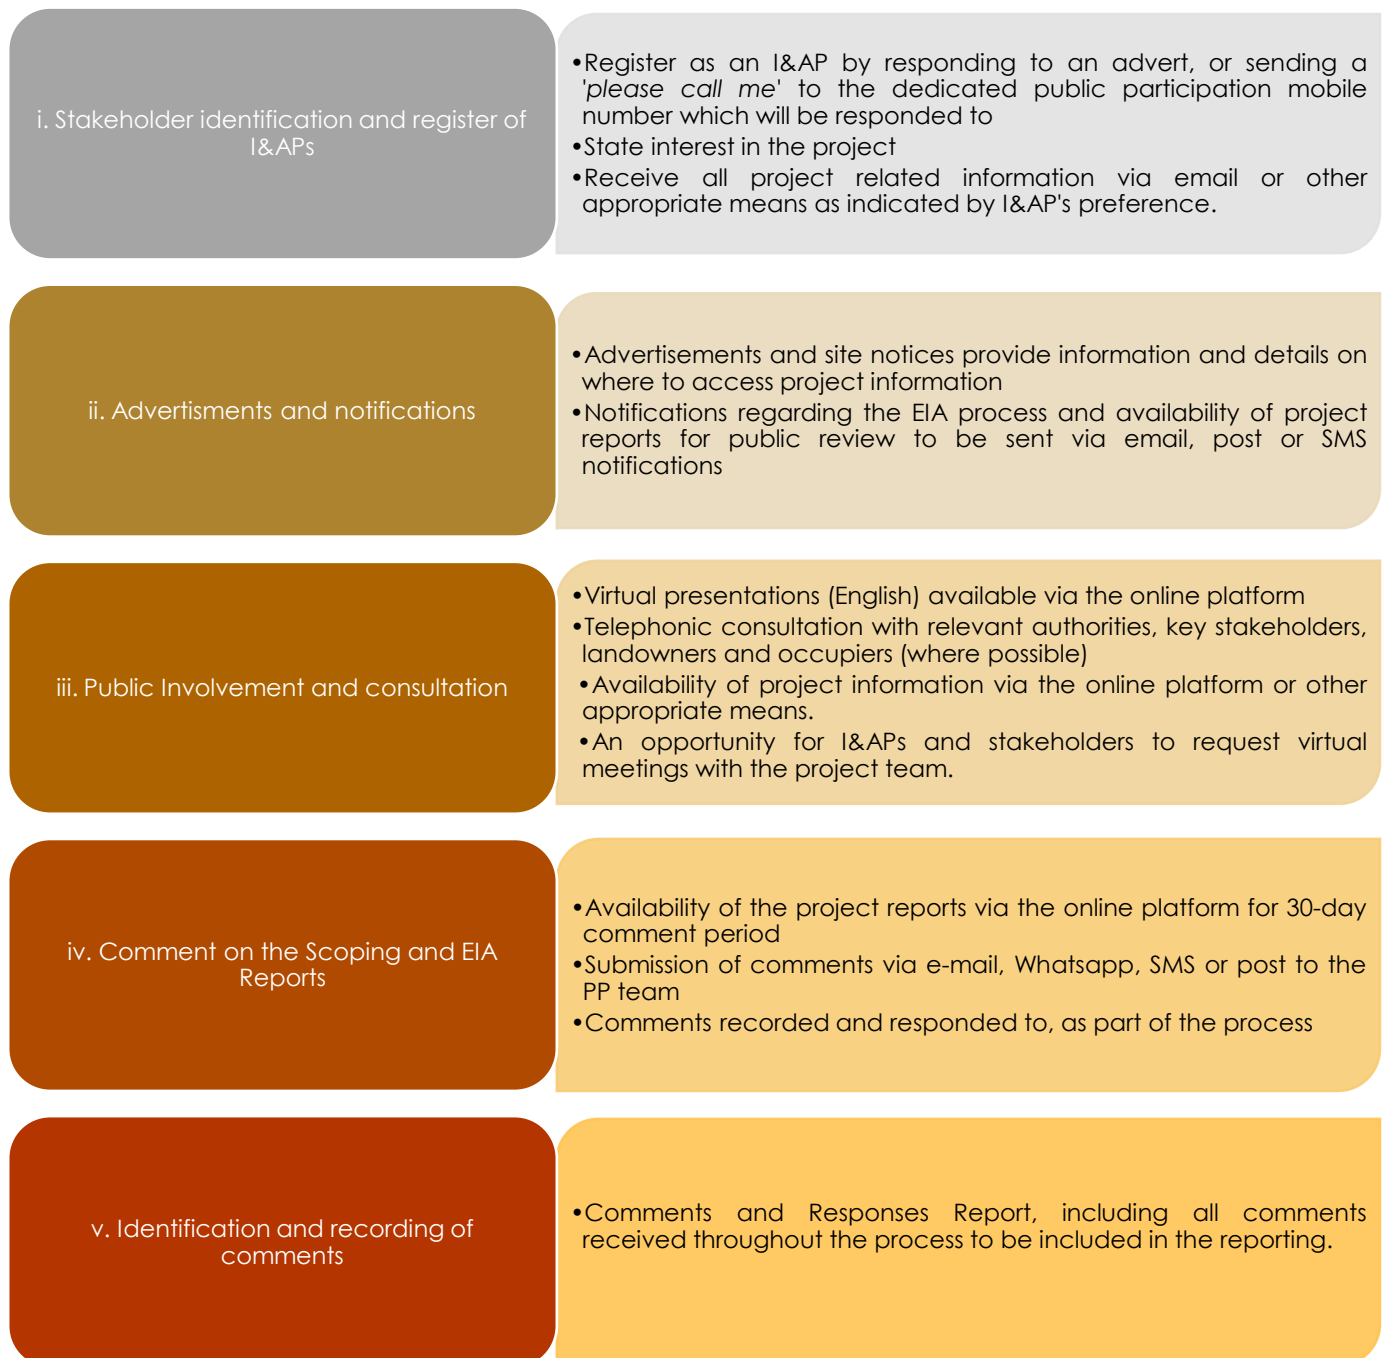 i. Stakeholder identification and register of
I&APs
•Register as an I&AP by responding to an advert, or sending a
'please call me' to the dedicated public participation mobile
number which will be responded to
•State interest in the project
•Receive all project related information via email or other
appropriate means as indicated by I&AP's preference.
ii. Advertisments and notifications
•Advertisements and site notices provide information and details on
where to access project information
•Notifications regarding the EIA process and availability of project
reports for public review to be sent via email, post or SMS
notifications
iii. Public Involvement and consultation
•Virtual presentations (English) available via the online platform
•Telephonic consultation with relevant authorities, key stakeholders,
landowners and occupiers (where possible)
•Availability of project information via the online platform or other
appropriate means.
•An opportunity for I&APs and stakeholders to request virtual
meetings with the project team.
iv. Comment on the Scoping and EIA
Reports
•Availability of the project reports via the online platform for 30-day
comment period
•Submission of comments via e-mail, Whatsapp, SMS or post to the
PP team
•Comments recorded and responded to, as part of the process
v. Identification and recording of
comments
•Comments and Responses Report, including all comments
received throughout the process to be included in the reporting.